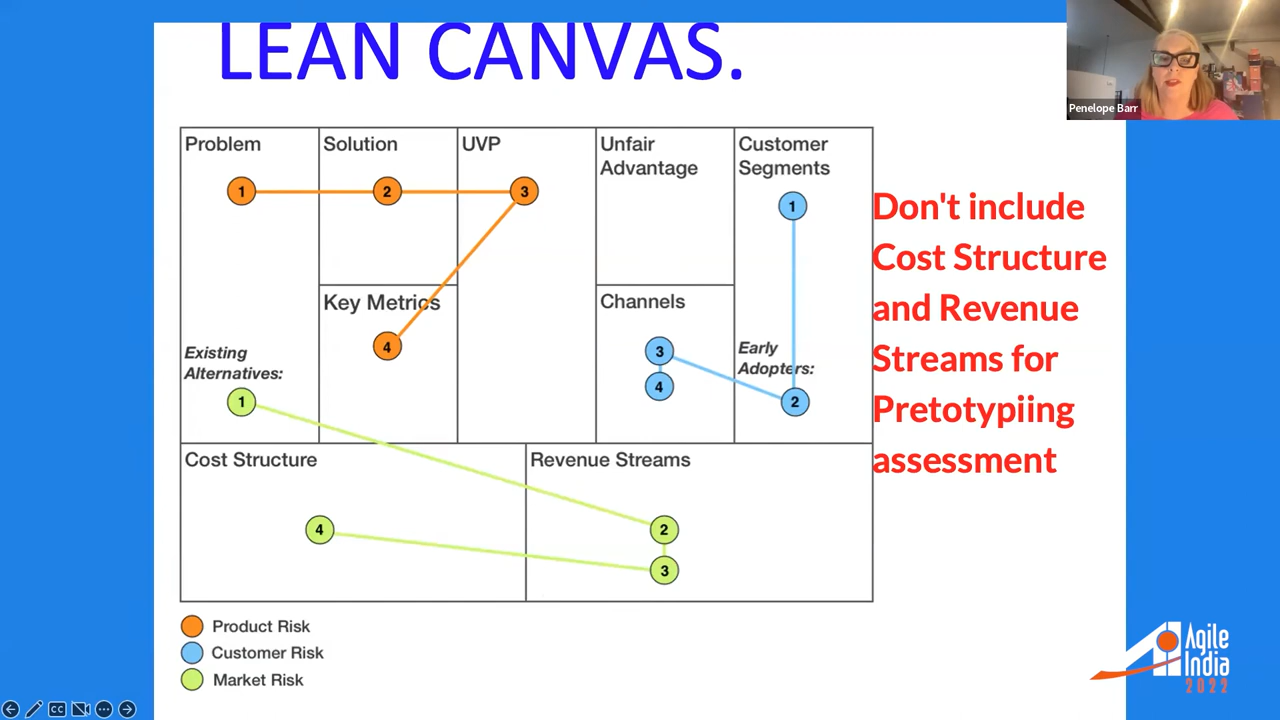 LEAN CANVAS.
Penelope Barr
Problem
Solution
UVP
Unfair
Advantage
Customer
Segments
1
2
3
1
Key Metrics
4
Channels
3
4
Existing
Alternatives:
1
Early
Adopters:
2
Cost Structure
4
Revenue Streams
2
3
Don't include
Cost Structure
and Revenue
Streams for
Pretotypiing
assessment
Product Risk
Customer Risk
Market Risk
Agile
India
2022
CC